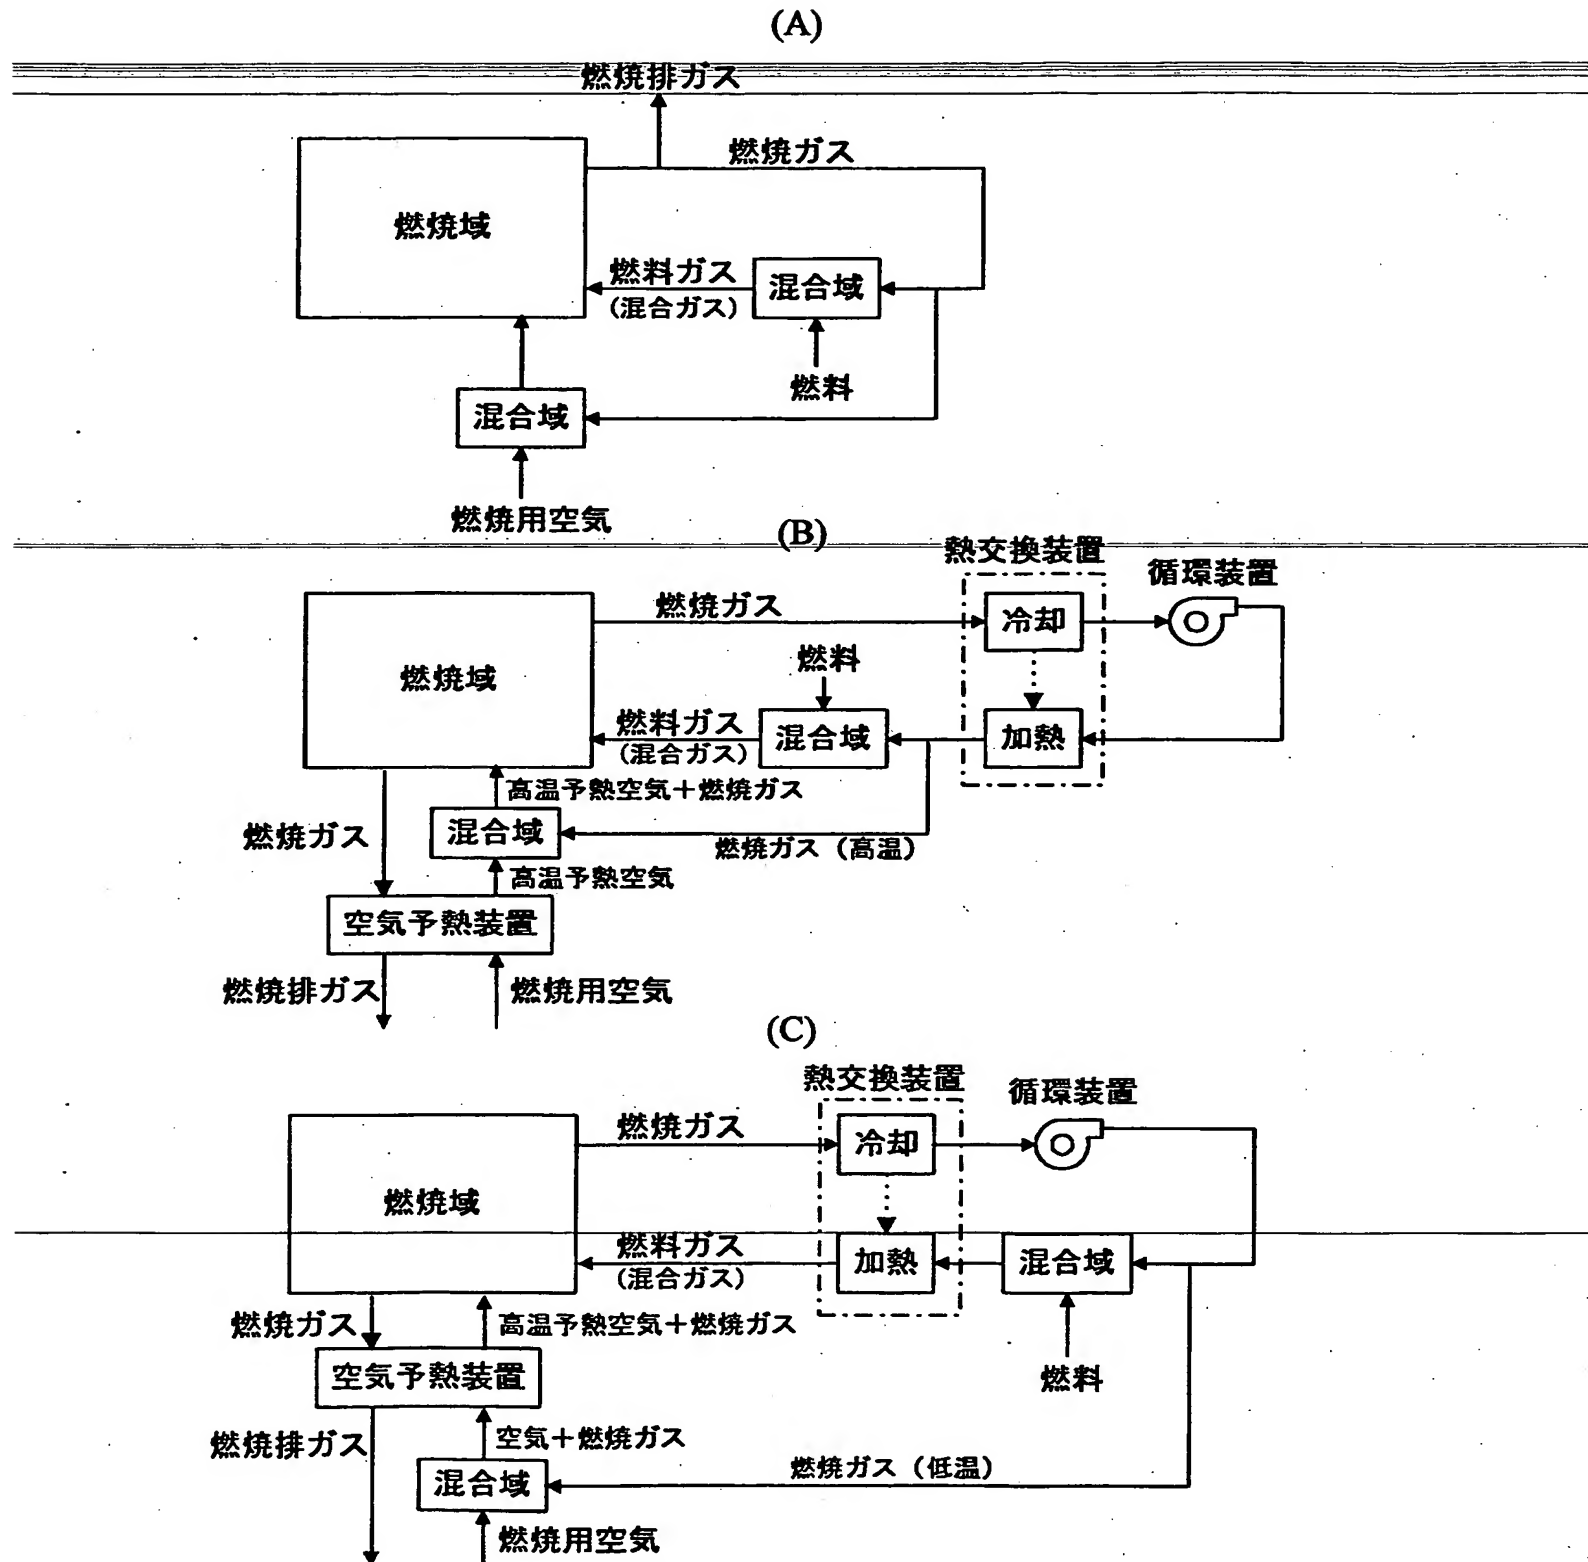 (A)
燃焼排ガス
燃焼ガス
燃焼域
燃料ガス
(混合ガス)
混合域
燃料
混合域
燃焼用空気
(B)
熱交換装置
循環装置
燃焼ガス
冷却
燃料
燃焼域
燃料ガス
(混合ガス)
混合域
加熱
高温予熱空気+燃焼ガス
燃焼ガス
混合域
燃焼ガス(高温)
高温予熱空気
空気予熱装置
燃焼排ガス
燃焼用空気
(C)
熱交換装置
循環装置
燃焼ガス
冷却
燃焼域
燃料ガス
(混合ガス)
加熱
混合域
燃焼ガス
高温予熱空気+燃焼ガス
空気予熱装置
燃料
燃焼排ガス
空気+燃焼ガス
燃焼ガス(低温)
混合域
燃焼用空気